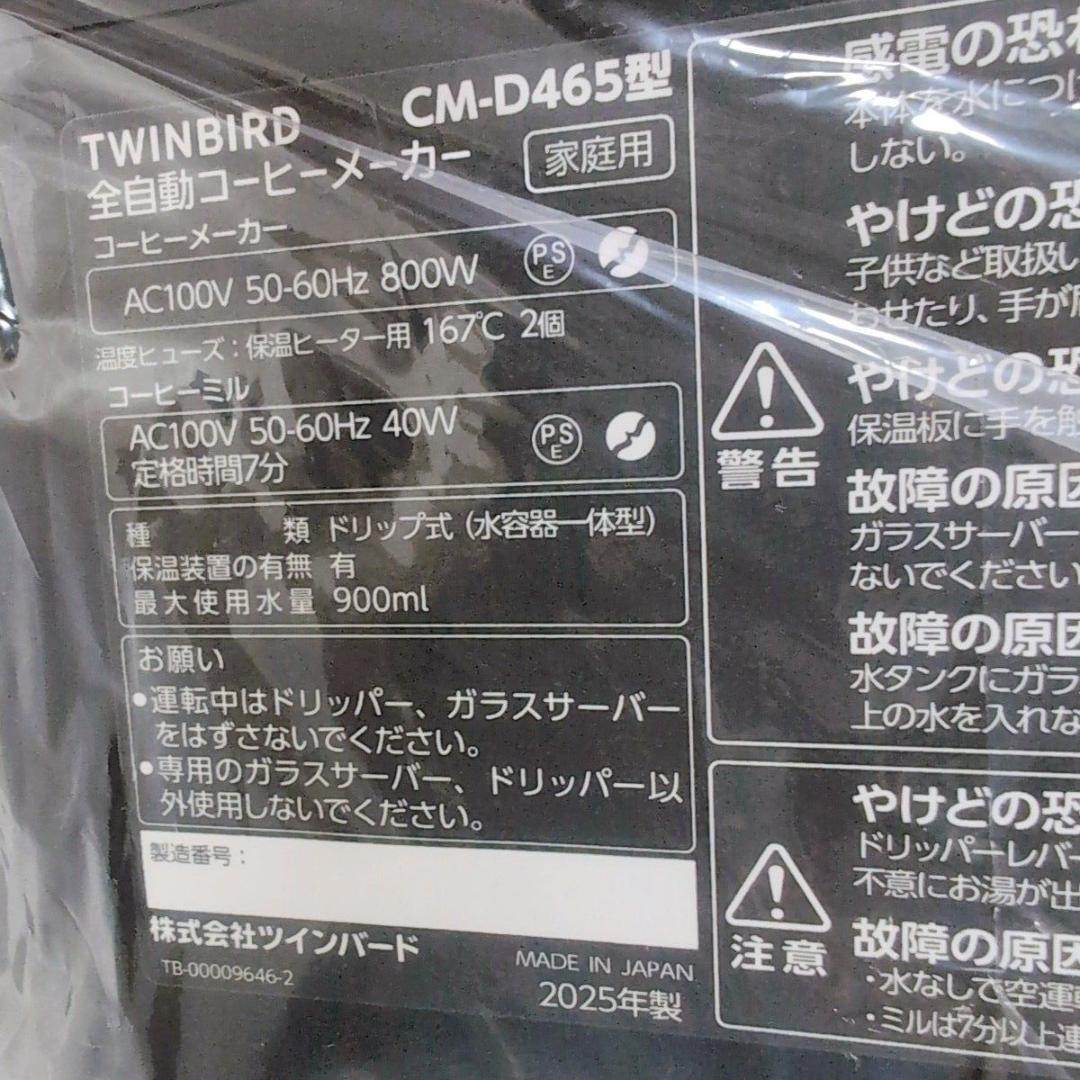 TWINBIRD CM-D465型
全自動コーヒーメーカー 家庭用
コーヒーメーカー
AC100V 50-60Hz 800W PSE
温度ヒューズ：保温ヒーター用 167℃ 2個
コーヒーミル
AC100V 50-60Hz 40W PSE
定格時間7分
種類 ドリップ式（水容器一体型）
保温装置の有無 有
最大使用水量 900ml
お願い
●運転中はドリッパー、ガラスサーバー
をはずさないでください。
●専用のガラスサーバー、ドリッパー以
外使用しないでください。
製造番号：
株式会社ツインバード
TB-00009646-2
MADE IN JAPAN
2025年製
警告
感電の恐
本体を水につけ
しない。
やけどの恐
子供など取扱い
わせたり、手が
やけどの恐
保温板に手を触
故障の原因
ガラスサーバー
ないでください
故障の原因
水タンクにガラ
上の水を入れな
注意
やけどの恐
ドリッパーレバー
不意にお湯が出
故障の原因
・水なしで空運転
・ミルは7分以上連